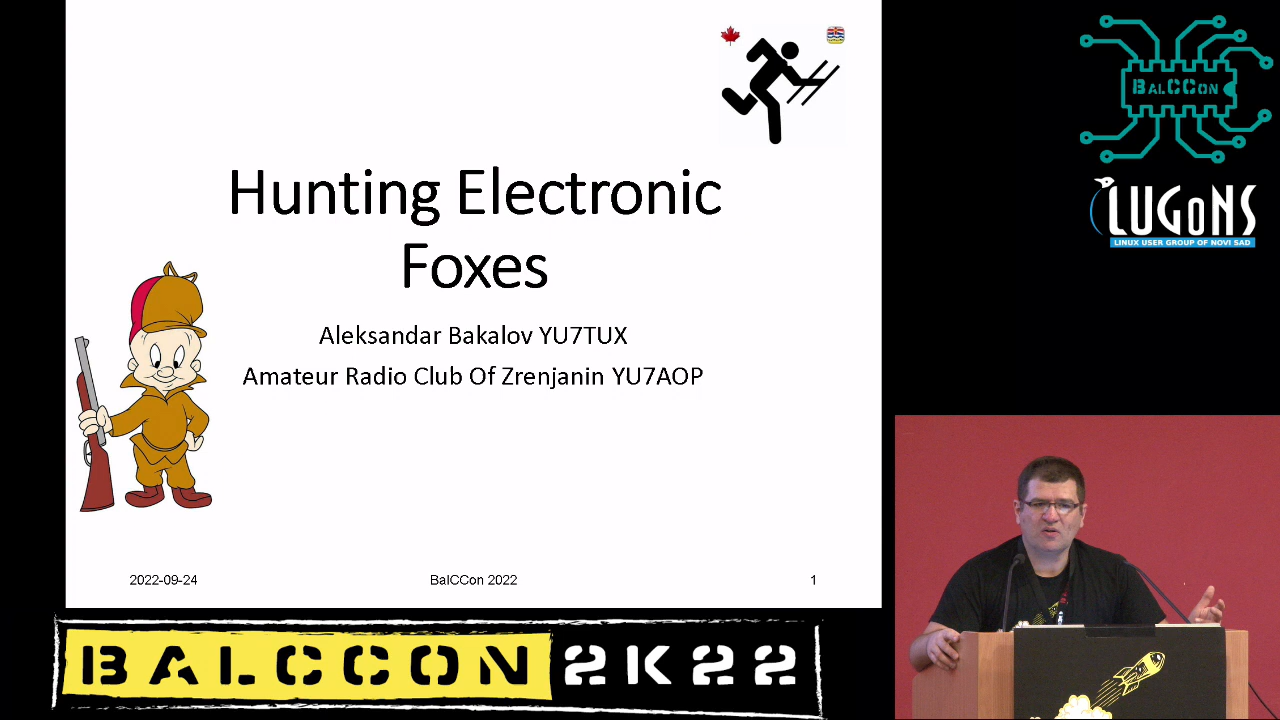 Hunting Electronic
Foxes
Aleksandar Bakalov YU7TUX
Amateur Radio Club Of Zrenjanin YU7AOP
2022-09-24
BalCCon 2022
1
BALCCON
LUGONS
LINUX USER GROUP OF NOVI SAD
BALCCON 2K22